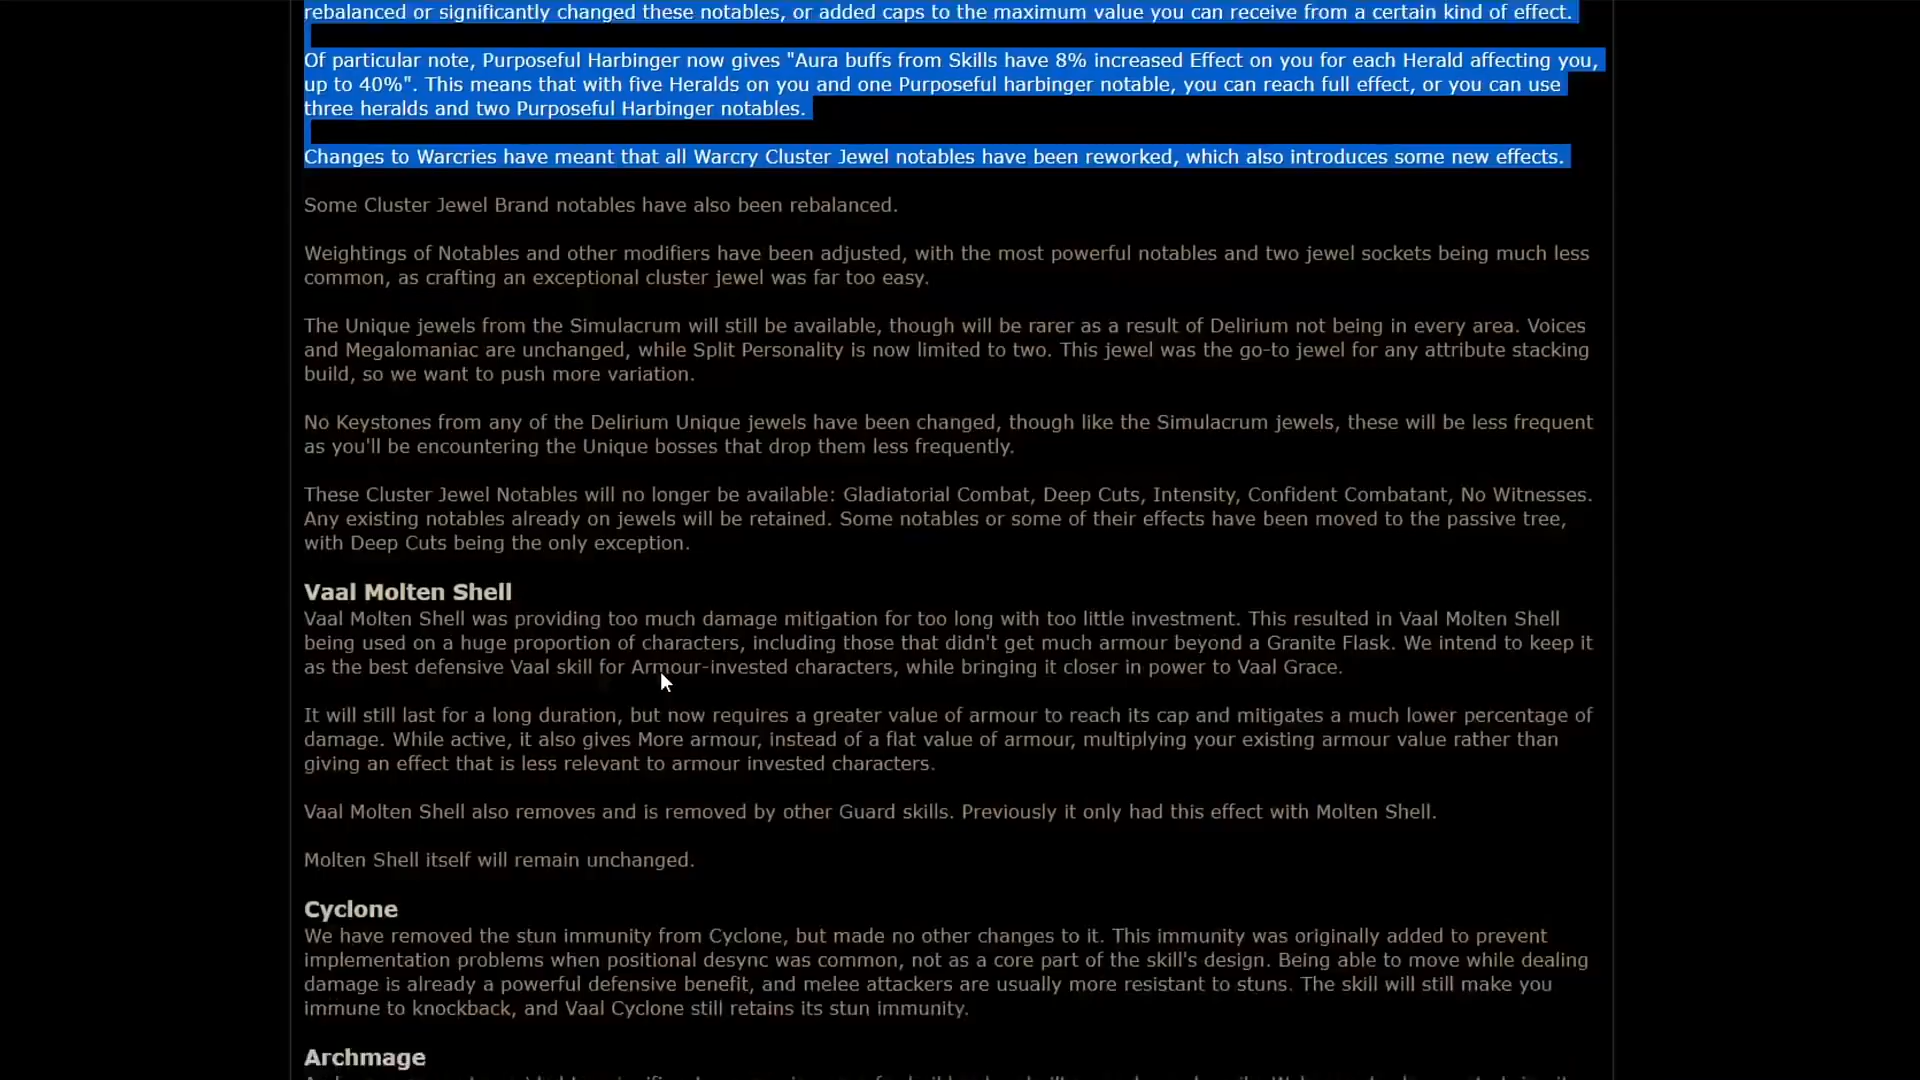 rebalanced or significantly changed these notables, or added caps to the maximum value you can receive from a certain kind of effect.
Of particular note, Purposeful Harbinger now gives "Aura buffs from Skills have 8% increased Effect on you for each Herald affecting you,
up to 40%". This means that with five Heralds on you and one Purposeful harbinger notable, you can reach full effect, or you can use
three heralds and two Purposeful Harbinger notables.
Changes to Warcries have meant that all Warcry Cluster Jewel notables have been reworked, which also introduces some new effects.
Some Cluster Jewel Brand notables have also been rebalanced.
Weightings of Notables and other modifiers have been adjusted, with the most powerful notables and two jewel sockets being much less
common, as crafting an exceptional cluster jewel was far too easy.
The Unique jewels from the Simulacrum will still be available, though will be rarer as a result of Delirium not being in every area. Voices
and Megalomaniac are unchanged, while Split Personality is now limited to two. This jewel was the go-to jewel for any attribute stacking
build, so we want to push more variation.
No Keystones from any of the Delirium Unique jewels have been changed, though like the Simulacrum jewels, these will be less frequent
as you'll be encountering the Unique bosses that drop them less frequently.
These Cluster Jewel Notables will no longer be available: Gladiatorial Combat, Deep Cuts, Intensity, Confident Combatant, No Witnesses.
Any existing notables already on jewels will be retained. Some notables or some of their effects have been moved to the passive tree,
with Deep Cuts being the only exception.
Vaal Molten Shell
Vaal Molten Shell was providing too much damage mitigation for too long with too little investment. This resulted in Vaal Molten Shell
being used on a huge proportion of characters, including those that didn't get much armour beyond a Granite Flask. We intend to keep it
as the best defensive Vaal skill for Armour-invested characters, while bringing it closer in power to Vaal Grace.
It will still last for a long duration, but now requires a greater value of armour to reach its cap and mitigates a much lower percentage of
damage. While active, it also gives More armour, instead of a flat value of armour, multiplying your existing armour value rather than
giving an effect that is less relevant to armour invested characters.
Vaal Molten Shell also removes and is removed by other Guard skills. Previously it only had this effect with Molten Shell.
Molten Shell itself will remain unchanged.
Cyclone
We have removed the stun immunity from Cyclone, but made no other changes to it. This immunity was originally added to prevent
implementation problems when positional desync was common, not as a core part of the skill's design. Being able to move while dealing
damage is already a powerful defensive benefit, and melee attackers are usually more resistant to stuns. The skill will still make you
immune to knockback, and Vaal Cyclone still retains its stun immunity.
Archmage